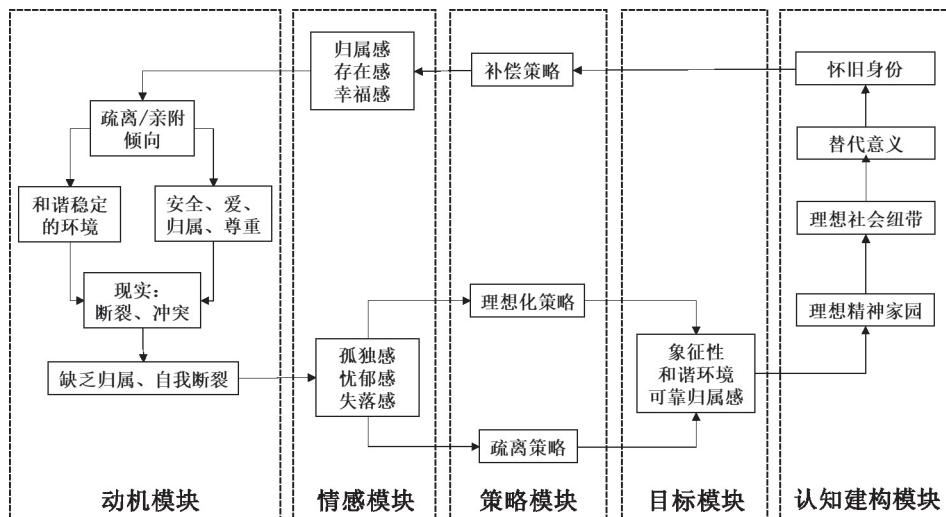 归属感
存在感
幸福感
补偿策略
怀旧身份
疏离/亲附
倾向
替代意义
和谐稳定
的环境
安全、爱、
归属、尊重
理想社会纽带
现实：
断裂、冲突
理想化策略
理想精神家园
缺乏归属、自我断裂
孤独感
忧郁感
失落感
象征性
和谐环境
可靠归属感
疏离策略
动机模块
情感模块
策略模块
目标模块
认知建构模块